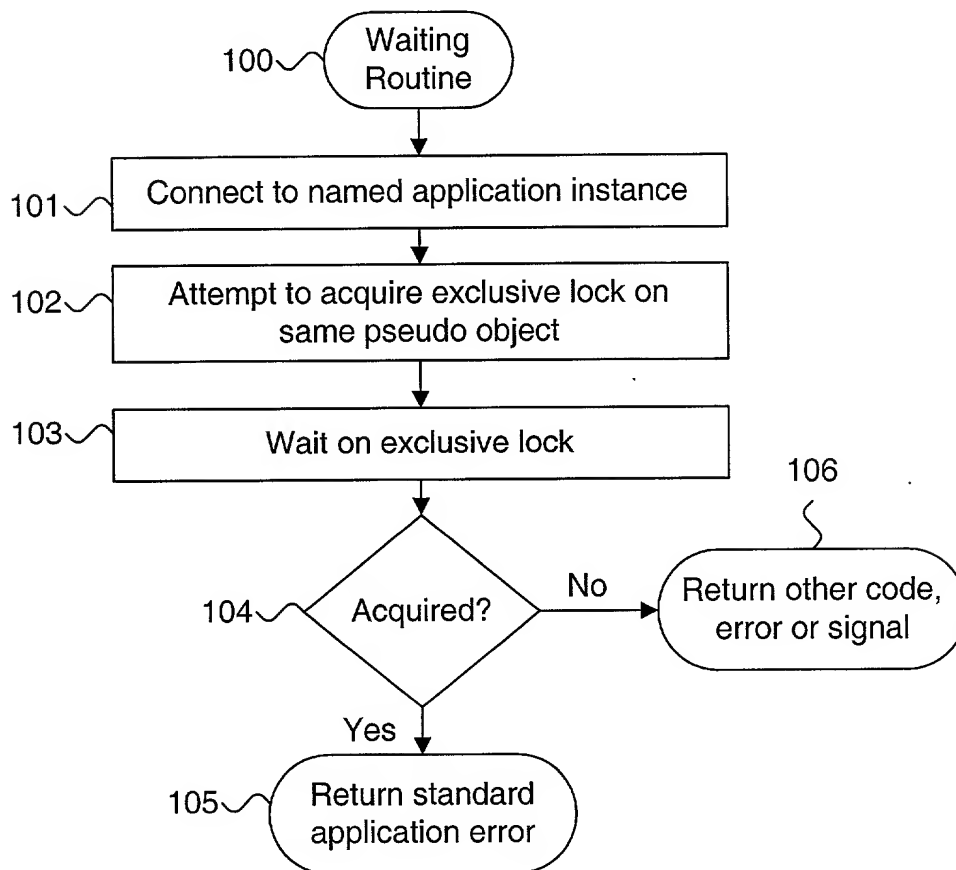 100
Waiting
Routine
101
Connect to named application instance
102
Attempt to acquire exclusive lock on
same pseudo object
103
Wait on exclusive lock
104
Acquired?
No
106
Return other code,
error or signal
Yes
105
Return standard
application error